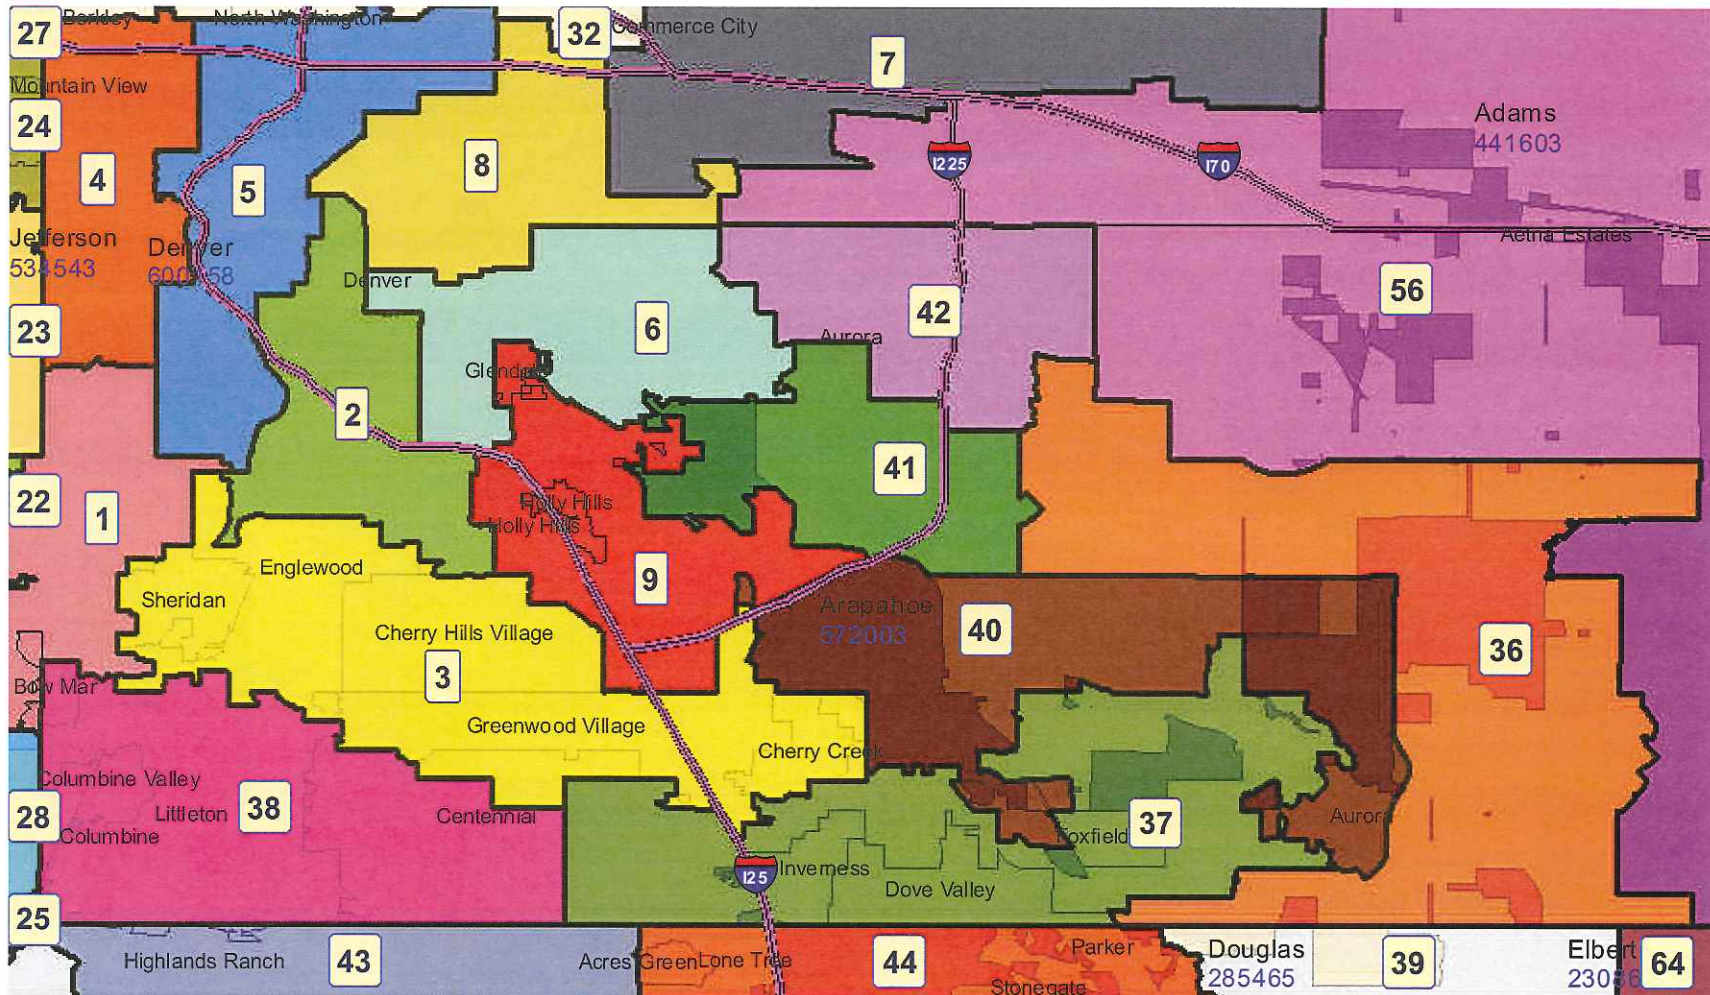 27
Berkley
North Washington
32
Commerce City
7
Mountain View
24
4
5
8
I225
I70
Adams
441603
Jefferson
534543
Denver
Denver
23
6
42
Aurora
56
Aetna Estates
2
41
22
1
Holly Hills
Holly Hills
Englewood
Sheridan
9
Cherry Hills Village
Arapahoe
572003
40
36
3
Bow Mar
Greenwood Village
Cherry Creek
Columbine Valley
Littleton
38
Centennial
28
Columbine
37
Foxfield
Aurora
I25
Inverness
Dove Valley
25
Highlands Ranch
43
Acres Green
Lone Tree
44
Parker
Stonegate
Douglas
285465
39
Elbert
23086
64